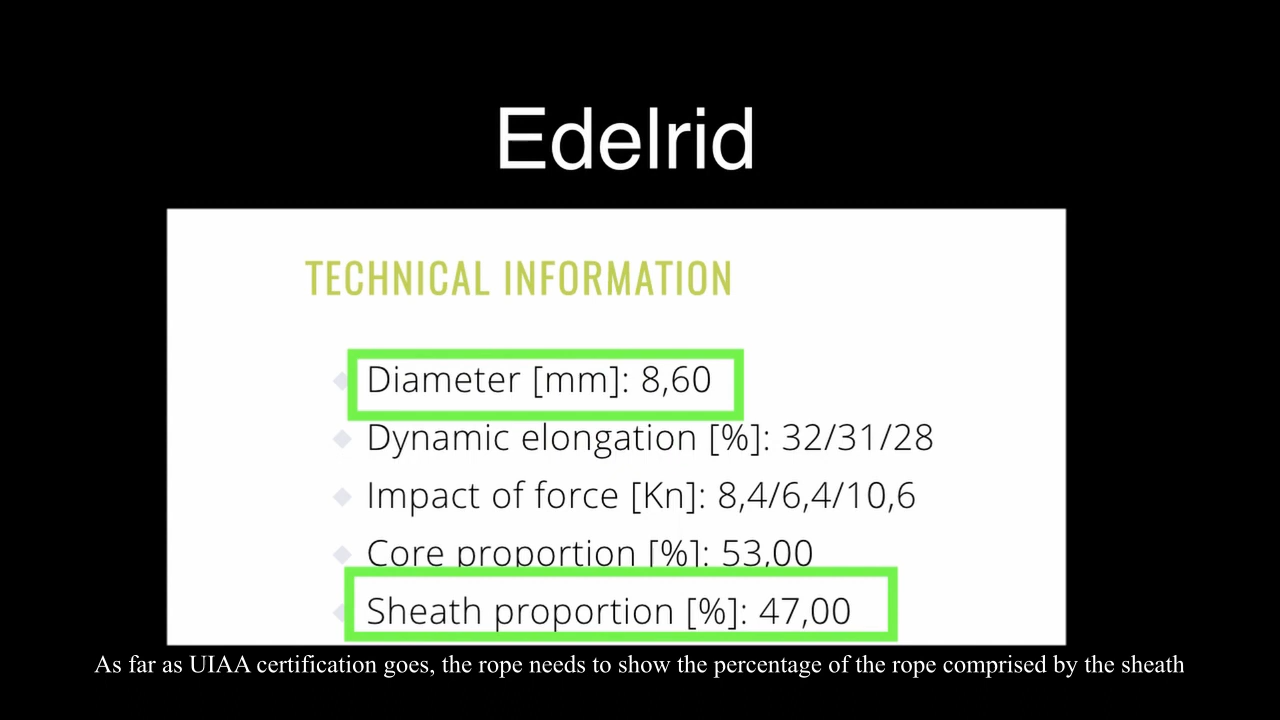 Edelrid
TECHNICAL INFORMATION
Diameter [mm]: 8,60
Dynamic elongation [%]: 32/31/28
Impact of force [Kn]: 8,4/6,4/10,6
Core proportion [%]: 53,00
Sheath proportion [%]: 47,00
As far as UIAA certification goes, the rope needs to show the percentage of the rope comprised by the sheath